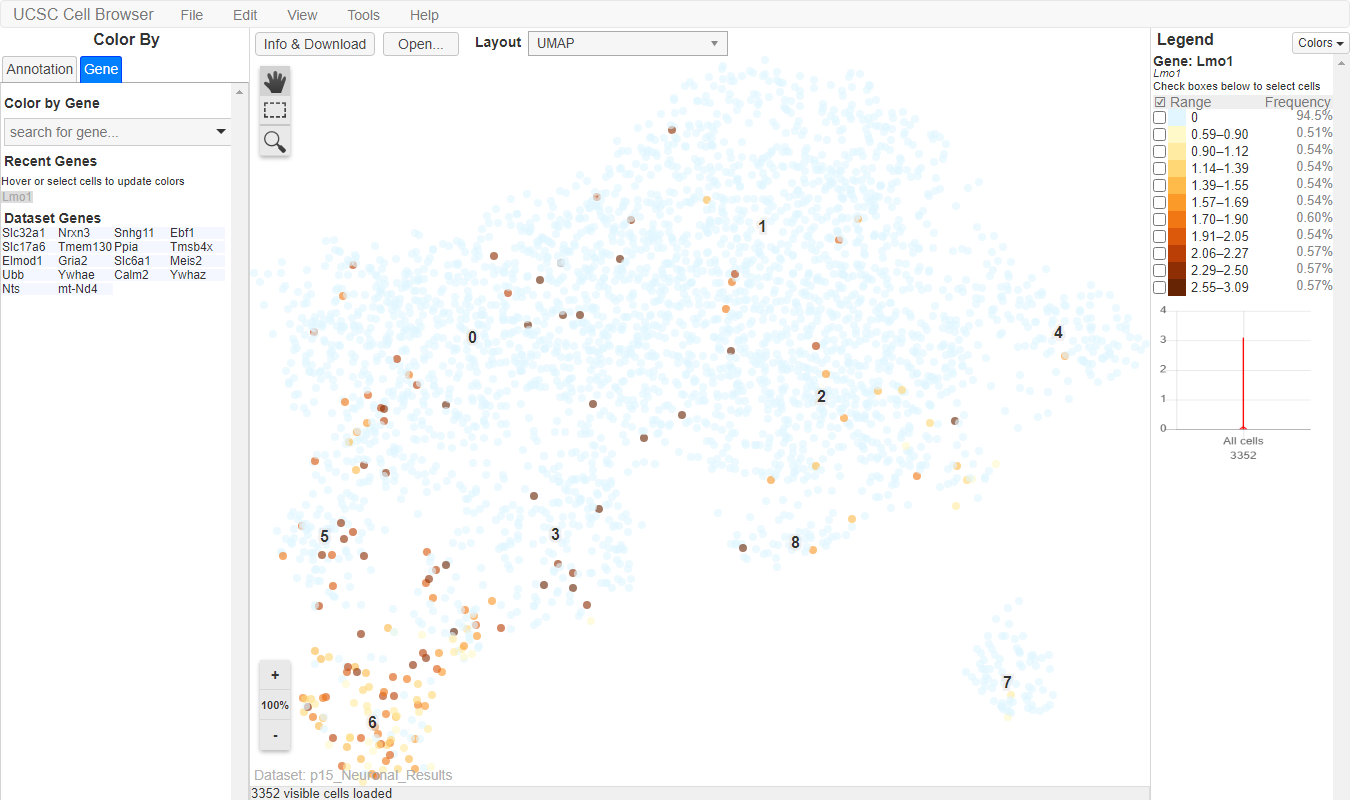 UCSC Cell Browser File Edit View Tools Help
Color By
Annotation Gene
Color by Gene
search for gene...
Recent Genes
Hover or select cells to update colors
Lmo1
Dataset Genes
Slc32a1 Nrxn3 Snhg11 Ebf1
Slc17a6 Tmem130 Ppia Tmsb4x
Elmod1 Gria2 Slc6a1 Meis2
Ubb Ywhae Calm2 Ywhaz
Nts mt-Nd4
Info & Download Open... Layout UMAP
1
0
4
2
5
3
8
7
6
+
100%
-
Dataset: p15_Neuronal_Results
3352 visible cells loaded
Legend Colors
Gene: Lmo1
Lmo1
Check boxes below to select cells
Range Frequency
0 94.5%
0.59–0.90 0.51%
0.90–1.12 0.54%
1.14–1.39 0.54%
1.39–1.55 0.54%
1.57–1.69 0.54%
1.70–1.90 0.60%
1.91–2.05 0.54%
2.06–2.27 0.57%
2.29–2.50 0.57%
2.55–3.09 0.57%
4
3
2
1
0
All cells
3352